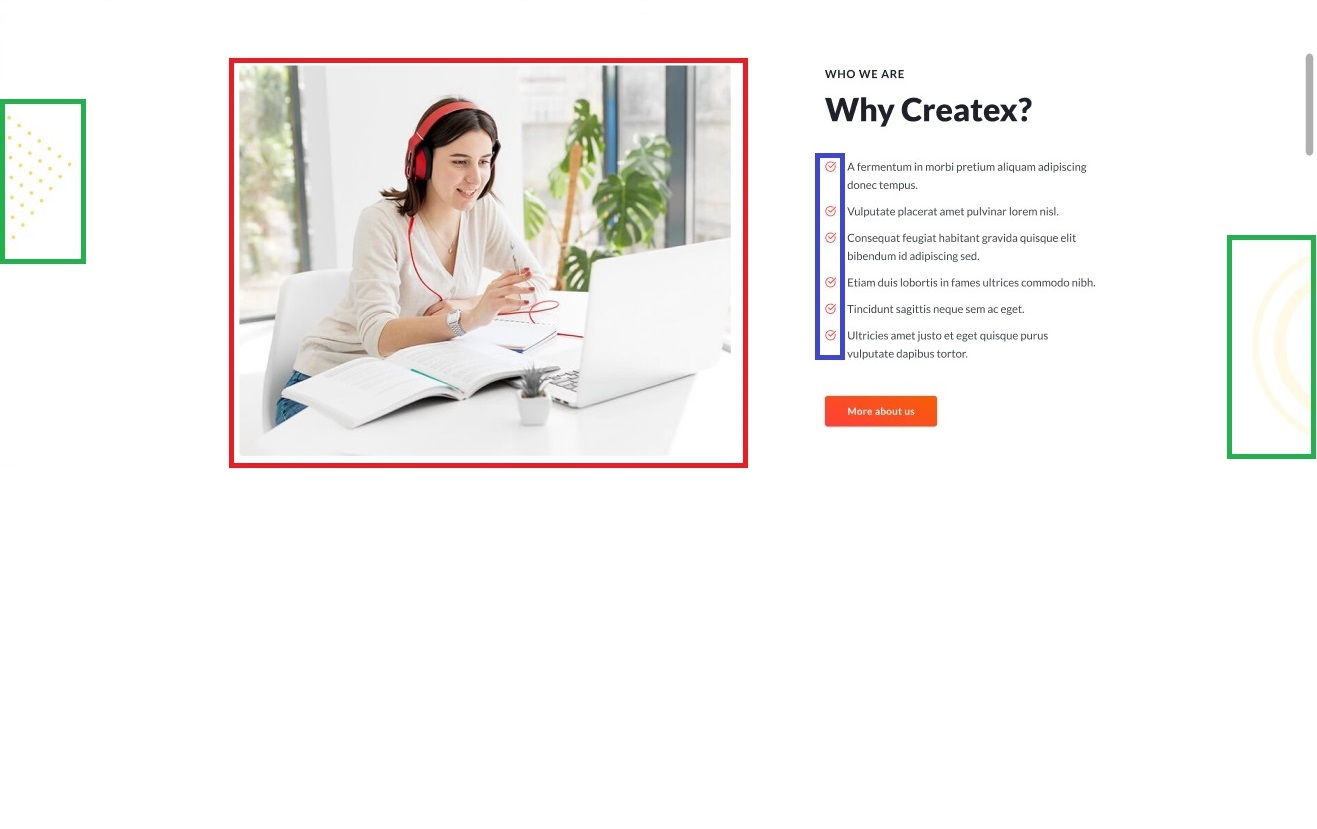 WHO WE ARE
Why Createx?
A fermentum in morbi pretium aliquam adipiscing
donec tempus.
Vulputate placerat amet pulvinar lorem nisl.
Consequat feugiat habitant gravida quisque elit
bibendum id adipiscing sed.
Etiam duis lobortis in fames ultrices commodo nibh.
Tincidunt sagittis neque sem ac eget.
Ultricies amet justo et eget quisque purus
vulputate dapibus tortor.
More about us